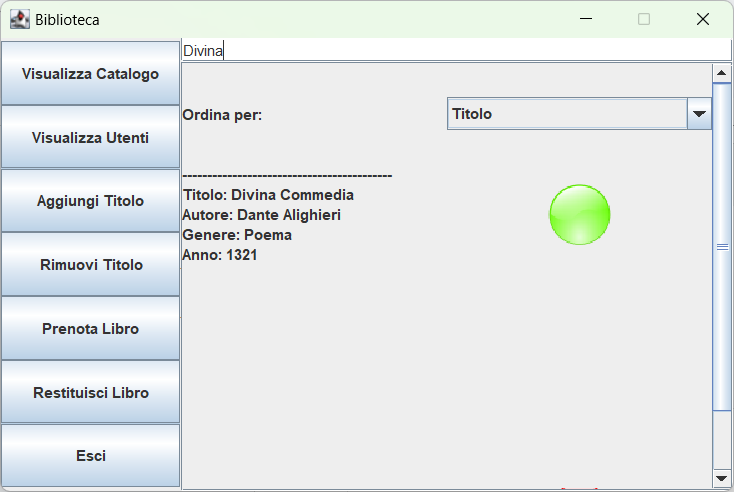 Biblioteca
Divina
Visualizza Catalogo
Visualizza Utenti
Aggiungi Titolo
Rimuovi Titolo
Prenota Libro
Restituisci Libro
Esci
Ordina per:
Titolo
------------------------------------------
Titolo: Divina Commedia
Autore: Dante Alighieri
Genere: Poema
Anno: 1321